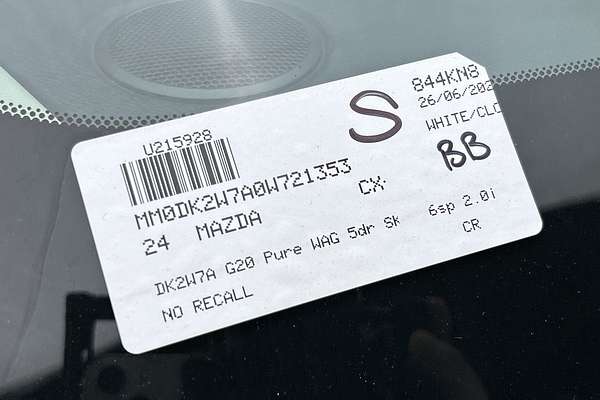 844KN8
26/06/202
WHITE/CLO
S
BB
U215928
MM0DK2W7A0W721353
24 MAZDA CX
DK2W7A G20 Pure WAG 5dr Sk 6sp 2.0i
NO RECALL CR